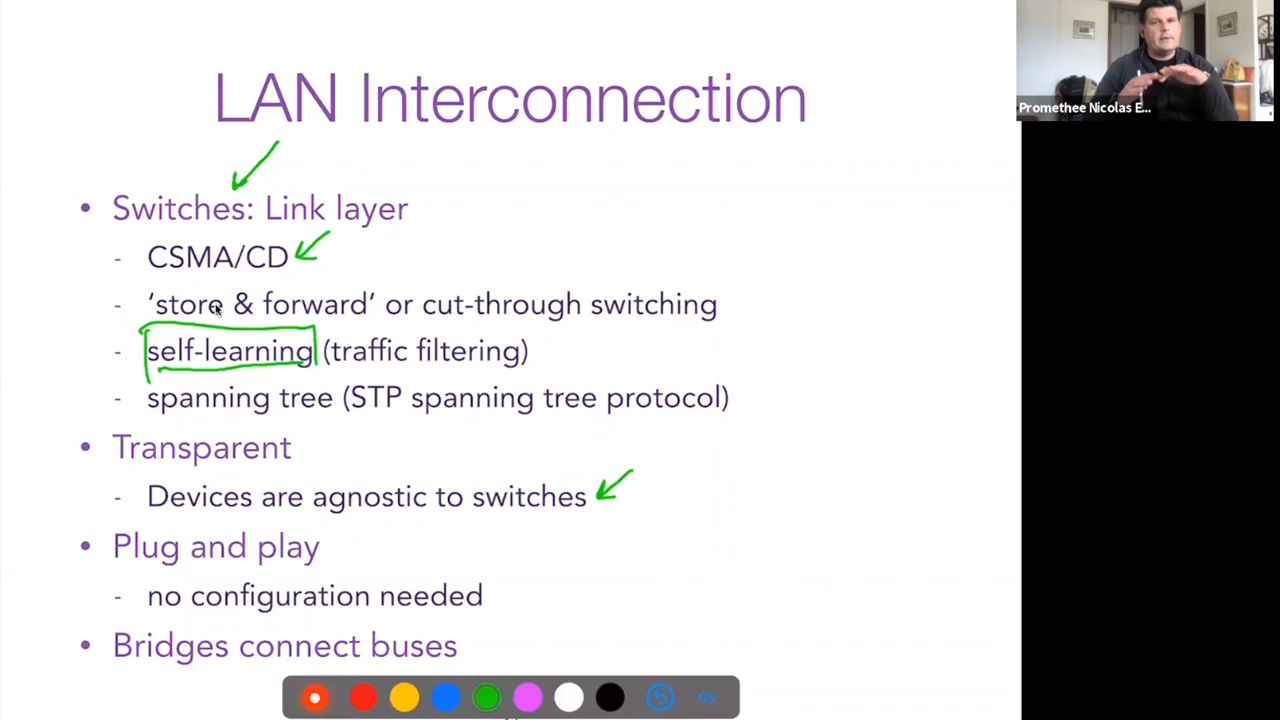 LAN Interconnection
Promethee Nicolas E...
• Switches: Link layer
- CSMA/CD
- ‘store & forward’ or cut-through switching
- self-learning (traffic filtering)
- spanning tree (STP spanning tree protocol)
• Transparent
- Devices are agnostic to switches
• Plug and play
- no configuration needed
• Bridges connect buses
OK